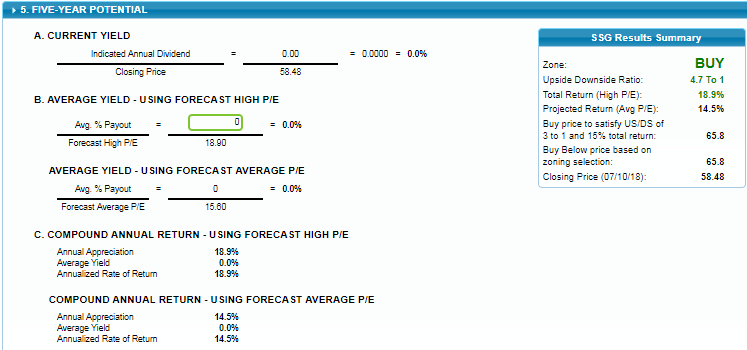 5. FIVE-YEAR POTENTIAL
A. CURRENT YIELD
Indicated Annual Dividend = 0.00 = 0.0000 = 0.0%
Closing Price 58.48
B. AVERAGE YIELD - USING FORECAST HIGH P/E
Avg. % Payout = 0 = 0.0%
Forecast High P/E 18.90
AVERAGE YIELD - USING FORECAST AVERAGE P/E
Avg. % Payout = 0 = 0.0%
Forecast Average P/E 15.60
C. COMPOUND ANNUAL RETURN - USING FORECAST HIGH P/E
Annual Appreciation 18.9%
Average Yield 0.0%
Annualized Rate of Return 18.9%
COMPOUND ANNUAL RETURN - USING FORECAST AVERAGE P/E
Annual Appreciation 14.5%
Average Yield 0.0%
Annualized Rate of Return 14.5%
SSG Results Summary
Zone: BUY
Upside Downside Ratio: 4.7 To 1
Total Return (High P/E): 18.9%
Projected Return (Avg P/E): 14.5%
Buy price to satisfy US/DS of
3 to 1 and 15% total return: 65.8
Buy Below price based on
zoning selection: 65.8
Closing Price (07/10/18): 58.48